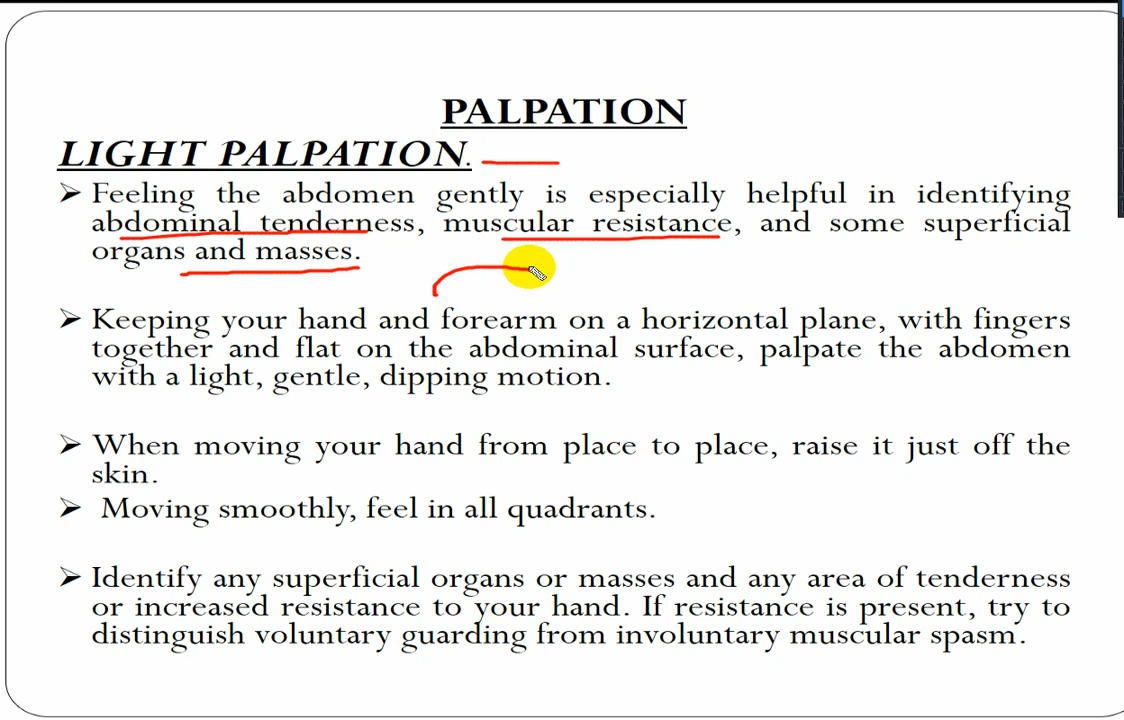 PALPATION
LIGHT PALPATION.
➢ Feeling the abdomen gently is especially helpful in identifying
abdominal tenderness, muscular resistance, and some superficial
organs and masses.
➢ Keeping your hand and forearm on a horizontal plane, with fingers
together and flat on the abdominal surface, palpate the abdomen
with a light, gentle, dipping motion.
➢ When moving your hand from place to place, raise it just off the
skin.
➢ Moving smoothly, feel in all quadrants.
➢ Identify any superficial organs or masses and any area of tenderness
or increased resistance to your hand. If resistance is present, try to
distinguish voluntary guarding from involuntary muscular spasm.